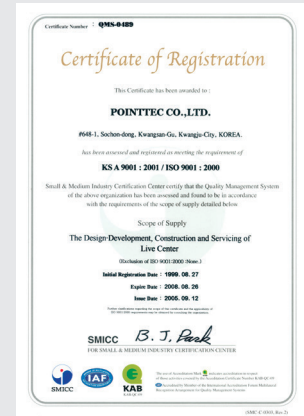 Certificate Number : QMS-0489
Certificate of Registration
This Certificate has been awarded to :
POINTTEC CO.,LTD.
#648-1, Sochon-dong, Kwangsan-Gu, Kwangju-City, KOREA.
has been assessed and registered as meeting the requirement of
KS A 9001 : 2001 / ISO 9001 : 2000
Small & Medium Industry Certification Center certify that the Quality Management System
of the above organization has been assessed and found to be in accordance
with the requirements of the scope of supply detailed below
Scope of Supply
The Design·Development, Construction and Servicing of
Live Center
(Exclusion of ISO 9001:2000 :None.)
Initial Registration Date : 1999. 08. 27
Expire Date : 2008. 08. 26
Issue Date : 2005. 09. 12
SMICC B. J. Park
FOR SMALL & MEDIUM INDUSTRY CERTIFICATION CENTER
SMICC
IAF
KAB